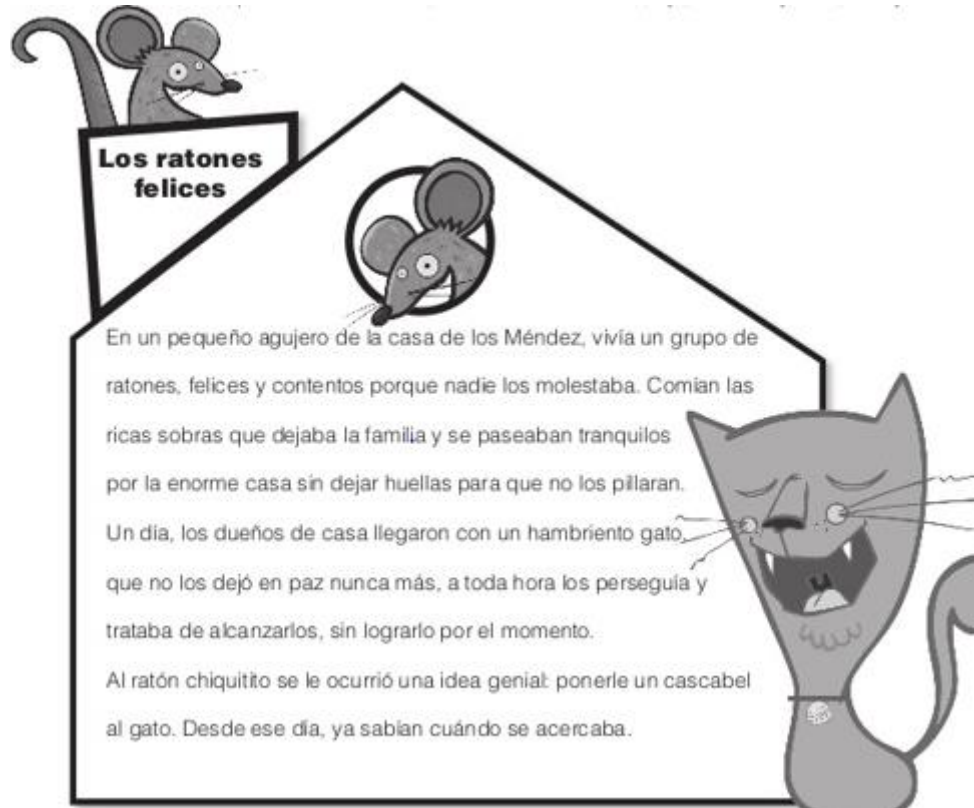 Los ratones
felices
En un pequeño agujero de la casa de los Méndez, vivía un grupo de
ratones, felices y contentos porque nadie los molestaba. Comían las
ricas sobras que dejaba la familia y se paseaban tranquilos
por la enorme casa sin dejar huellas para que no los pillaran.
Un día, los dueños de casa llegaron con un hambriento gato,
que no los dejó en paz nunca más, a toda hora los perseguía y
trataba de alcanzarlos, sin lograrlo por el momento.
Al ratón chiquitito se le ocurrió una idea genial: ponerle un cascabel
al gato. Desde ese día, ya sabían cuándo se acercaba.